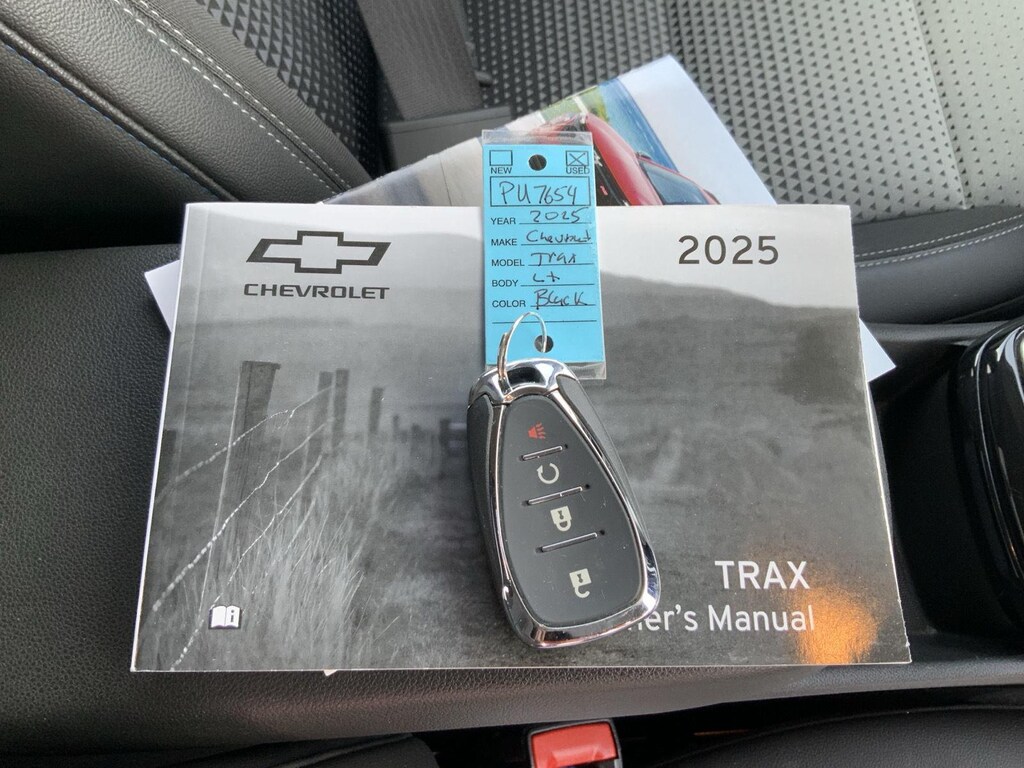 NEW USED
PU7654
YEAR 2025
MAKE Chevrolet
MODEL Trax
BODY Lt
COLOR Black
CHEVROLET
2025
TRAX
ner's Manual